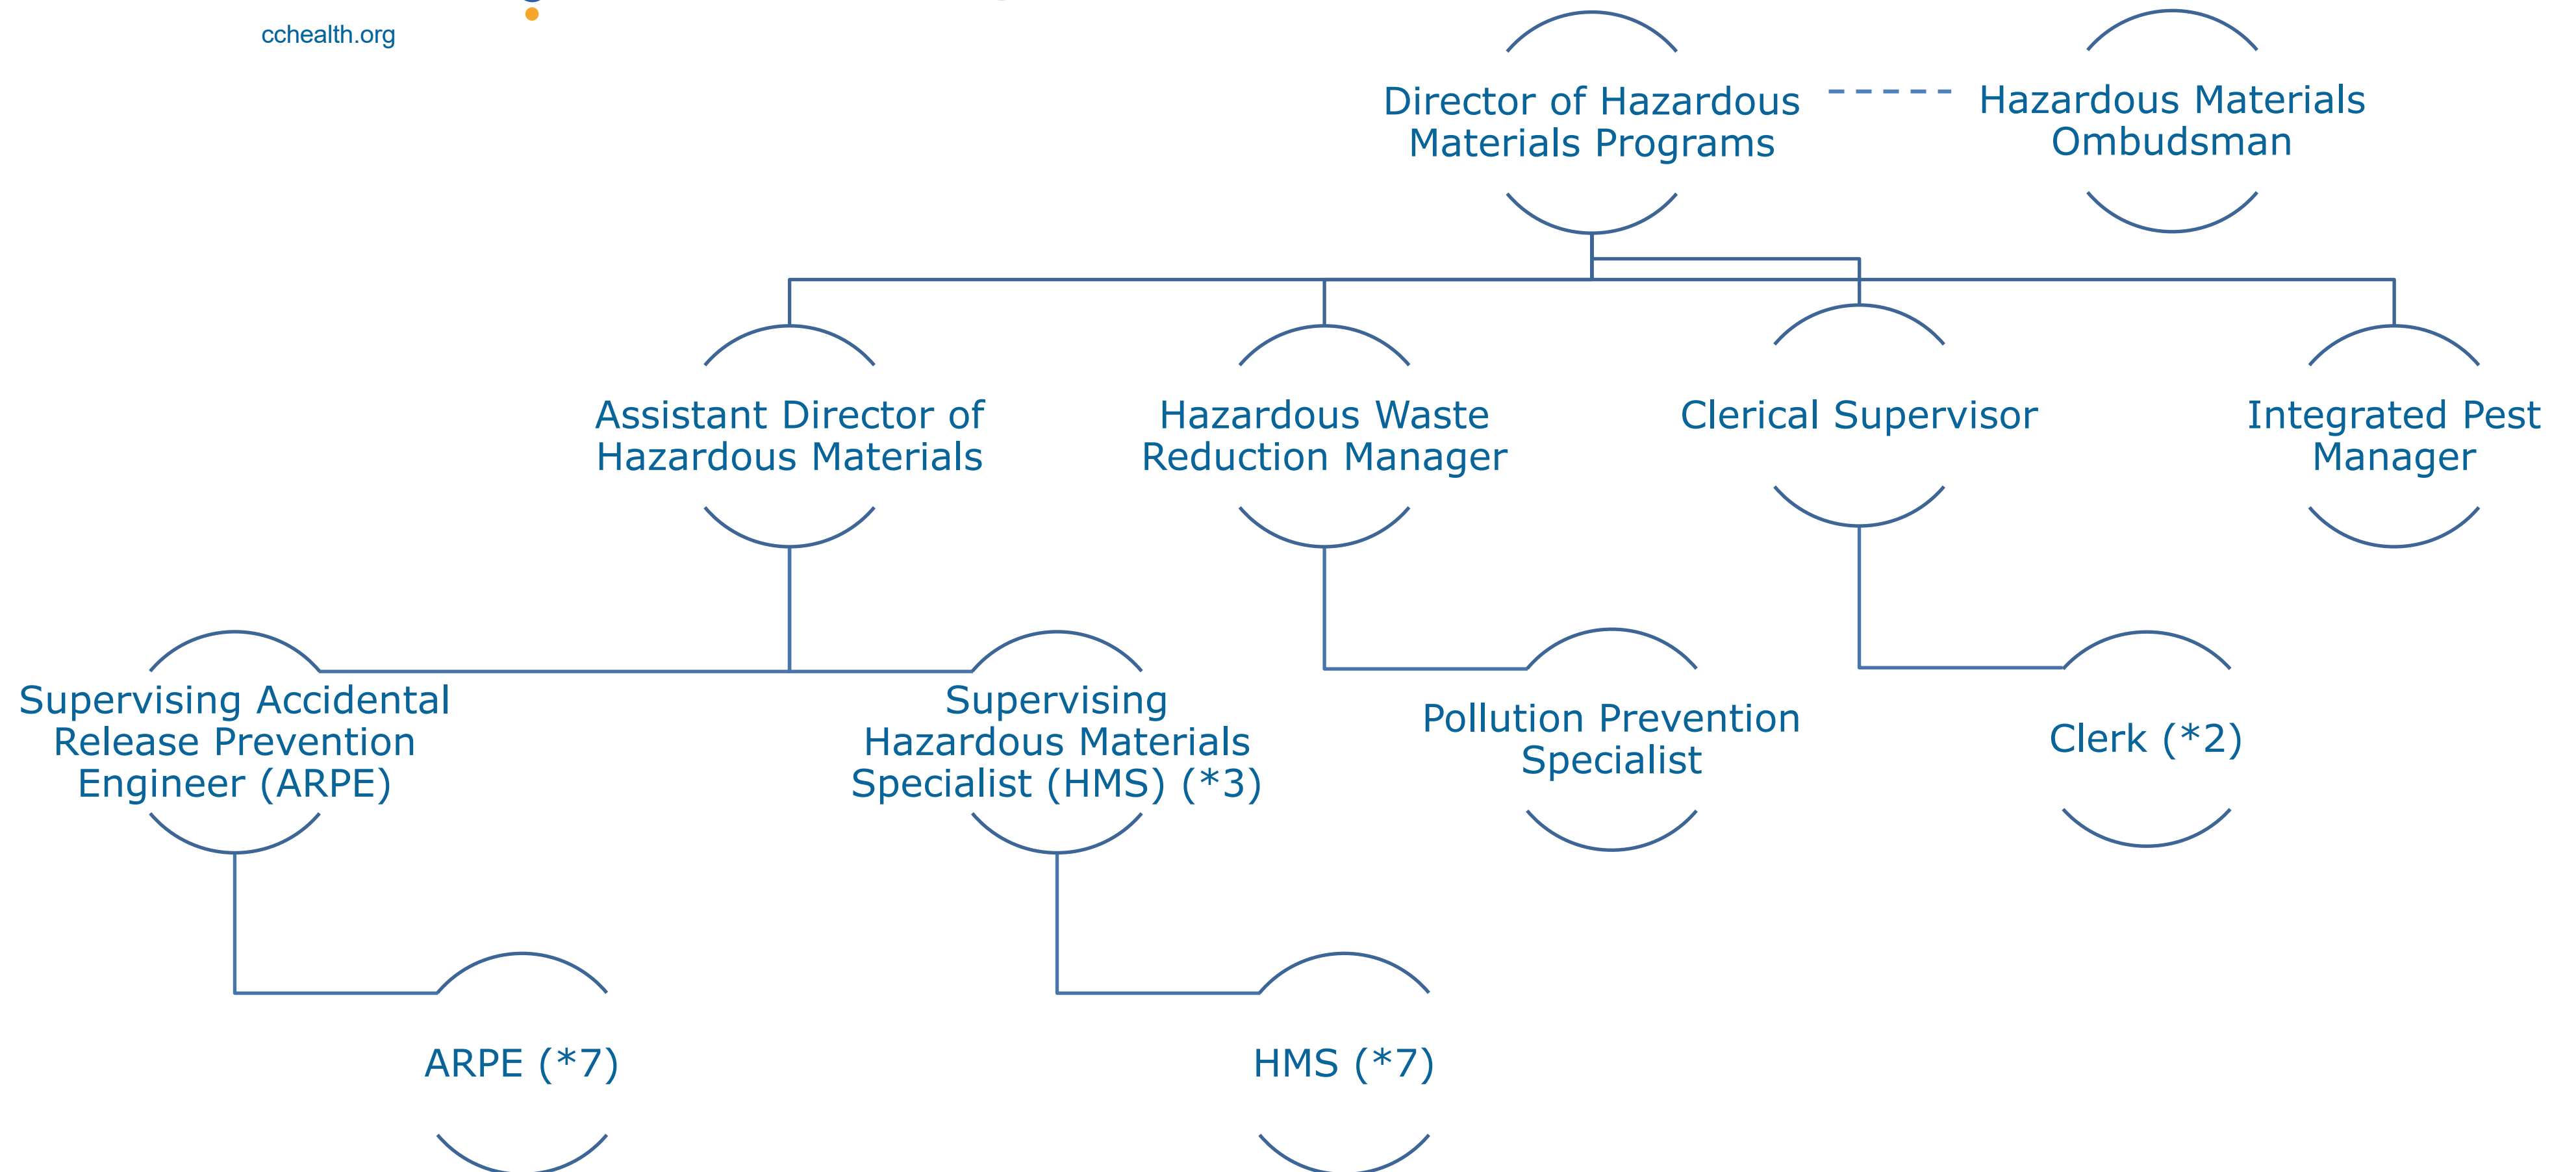 cchealth.org
Director of Hazardous
Materials Programs
Hazardous Materials
Ombudsman
Assistant Director of
Hazardous Materials
Hazardous Waste
Reduction Manager
Clerical Supervisor
Integrated Pest
Manager
Supervising Accidental
Release Prevention
Engineer (ARPE)
Supervising
Hazardous Materials
Specialist (HMS) (*3)
Pollution Prevention
Specialist
Clerk (*2)
ARPE (*7)
HMS (*7)